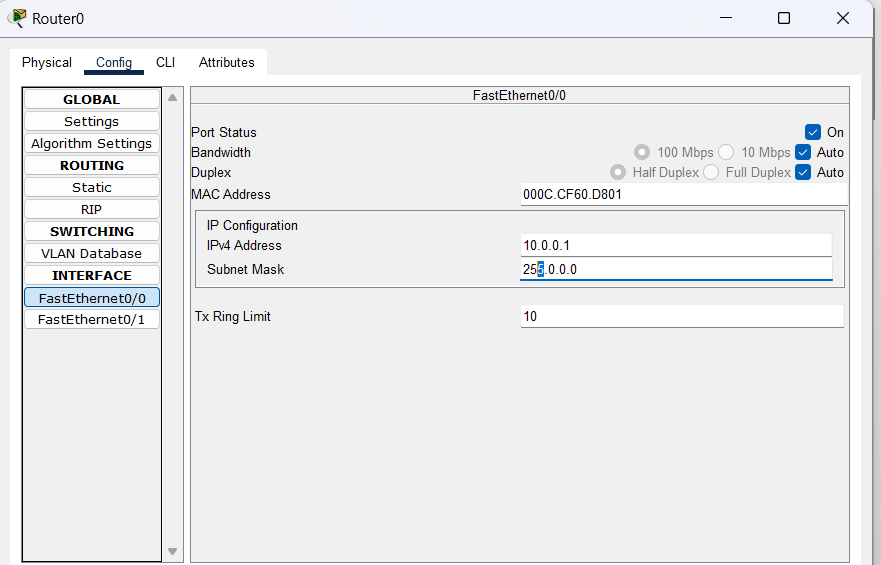 Router0
Physical Config CLI Attributes
GLOBAL
Settings
Algorithm Settings
ROUTING
Static
RIP
SWITCHING
VLAN Database
INTERFACE
FastEthernet0/0
FastEthernet0/1
FastEthernet0/0
Port Status On
Bandwidth 100 Mbps 10 Mbps Auto
Duplex Half Duplex Full Duplex Auto
MAC Address 000C.CF60.D801
IP Configuration
IPv4 Address 10.0.0.1
Subnet Mask 255.0.0.0
Tx Ring Limit 10